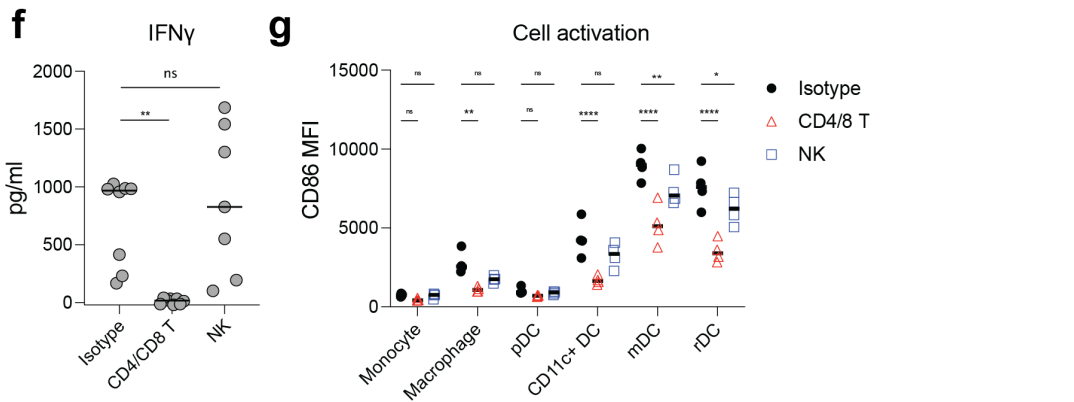 f
IFNγ
pg/ml
2000
1500
1000
500
0
ns
**
Isotype
CD4/CD8 T
NK
g
Cell activation
CD86 MFI
15000
10000
5000
0
ns ns ns ns ** *
ns ** ns **** **** ****
Monocyte
Macrophage
pDC
CD11c+ DC
mDC
rDC
Isotype
CD4/8 T
NK